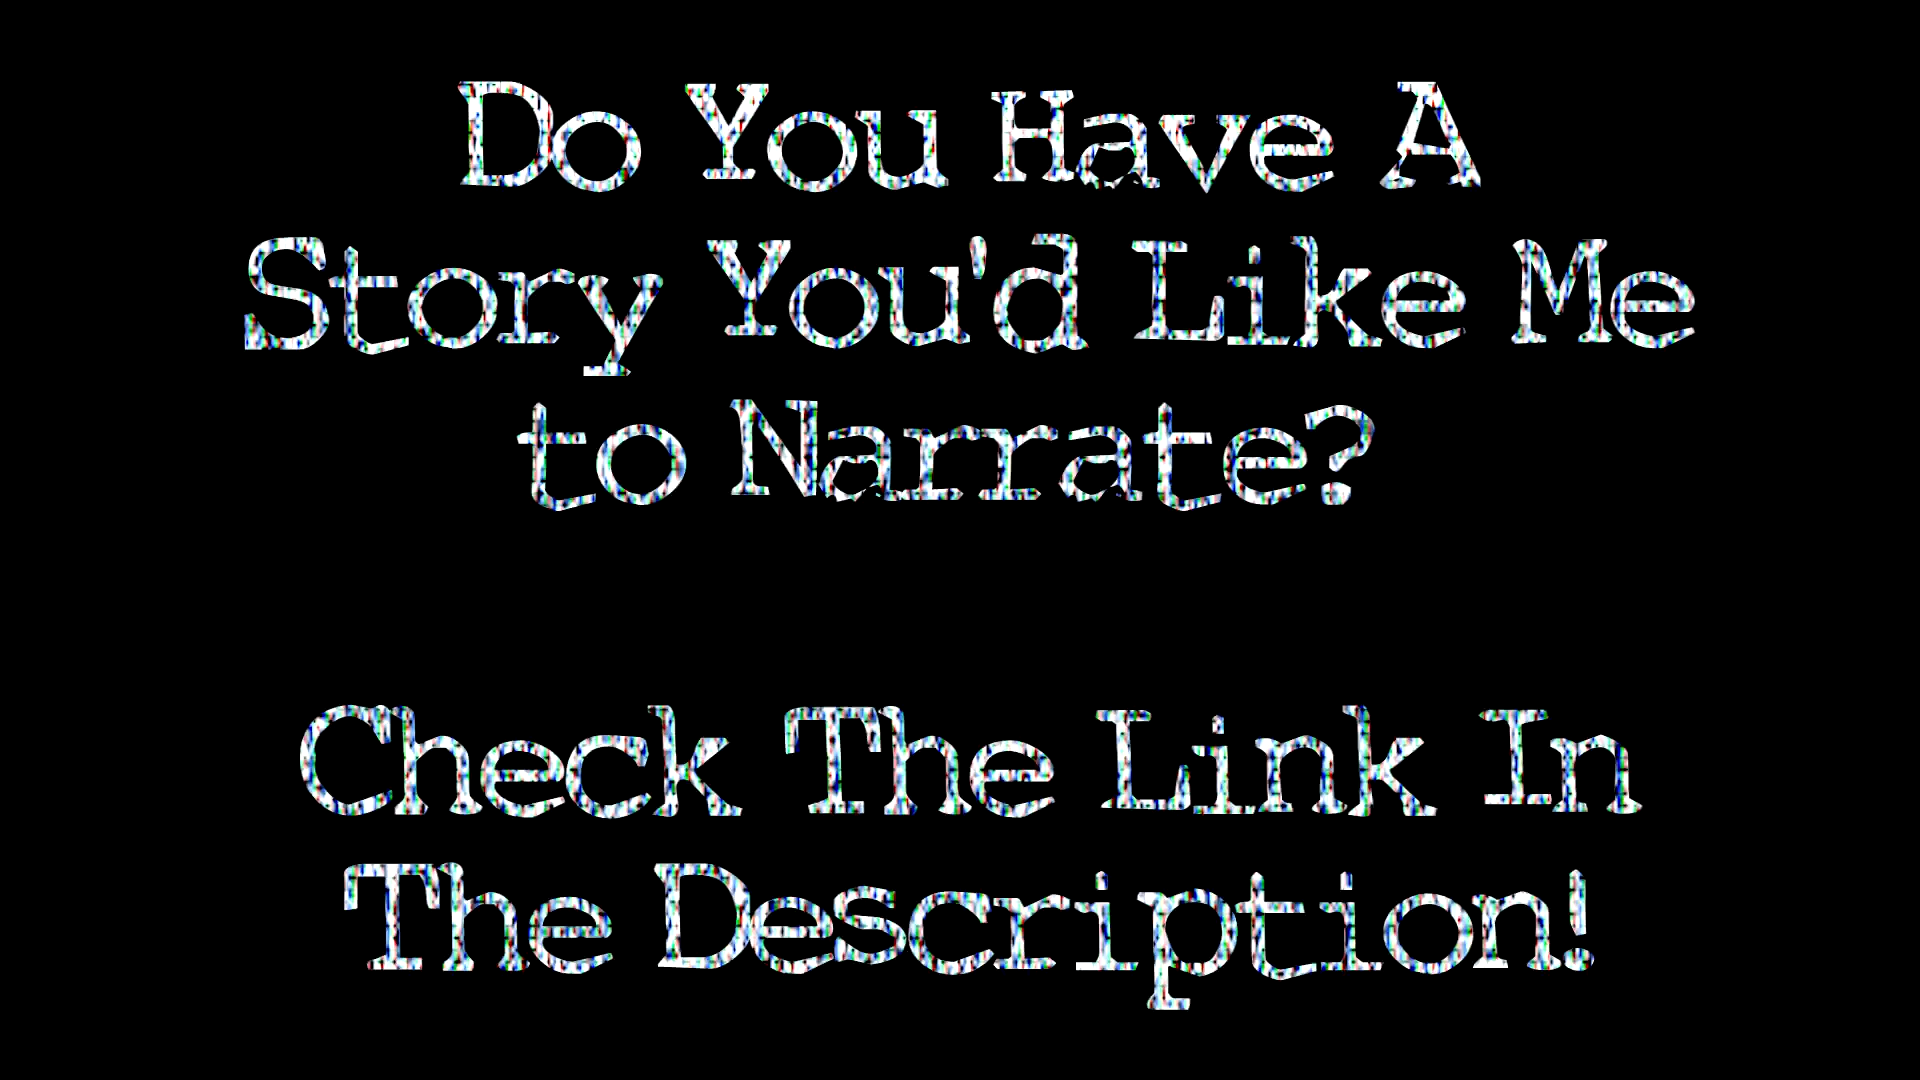 Do You Have A
Story You'd Like Me
to Narrate?
Check The Link In
The Description!